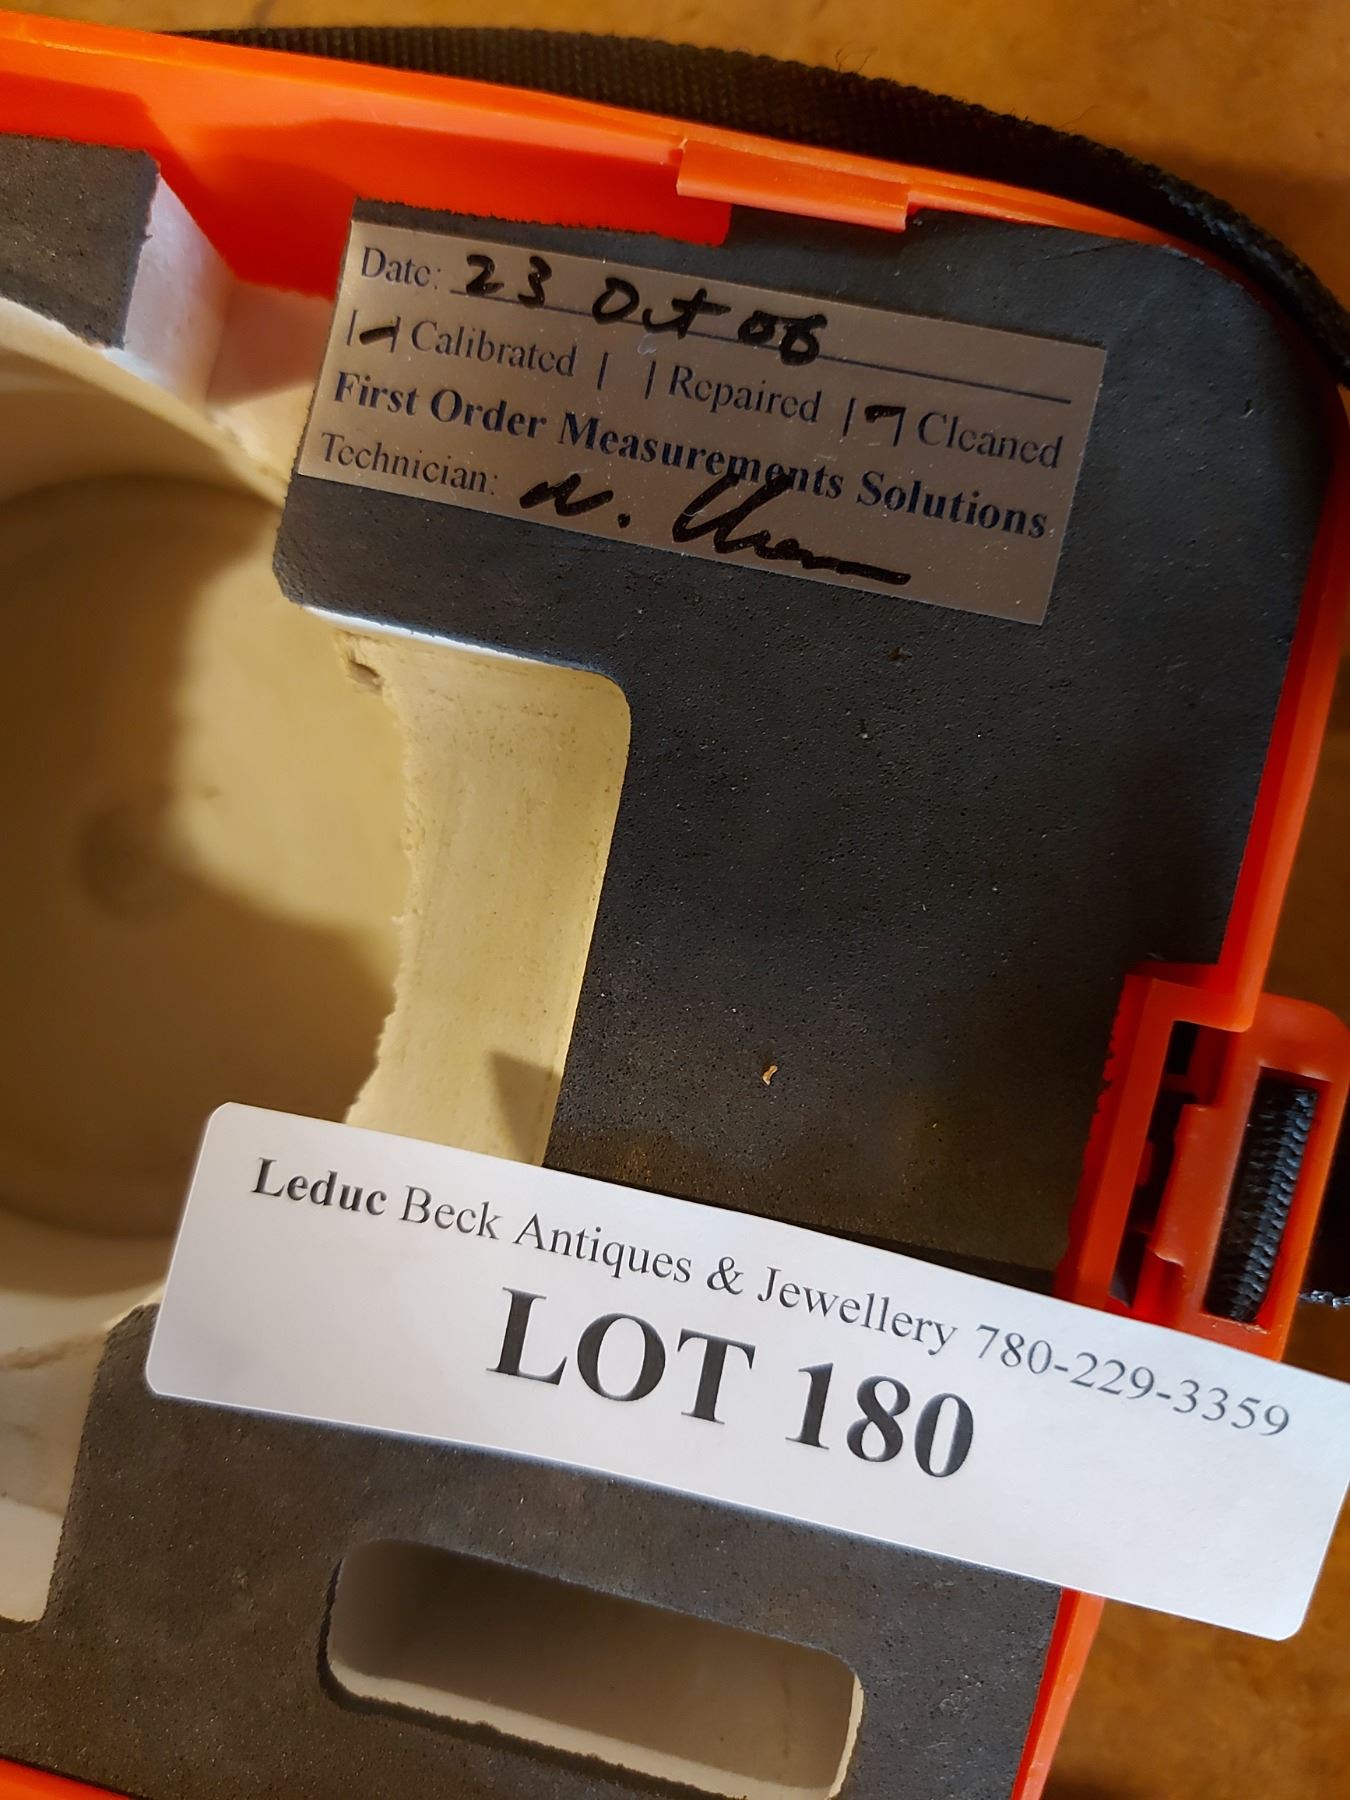 Date: 23 Oct 06
Calibrated | | Repaired | Cleaned
First Order Measurements Solutions
Technician: N.
Leduc Beck Antiques & Jewellery 780-229-3359
LOT 180